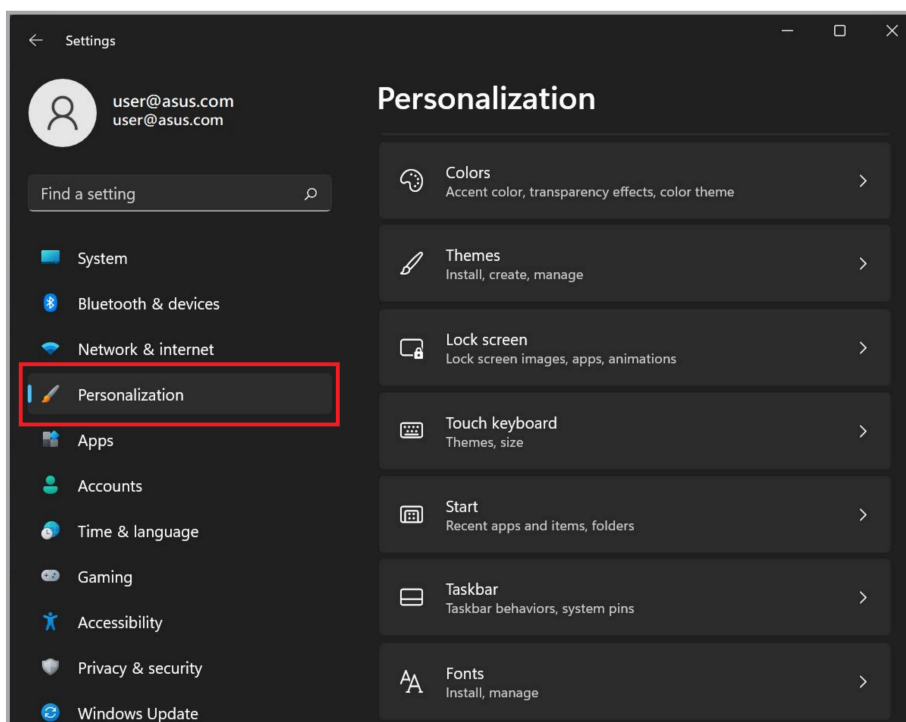 Settings
user@asus.com
user@asus.com
Find a setting
System
Bluetooth & devices
Network & internet
Personalization
Apps
Accounts
Time & language
Gaming
Accessibility
Privacy & security
Windows Update
Personalization
Colors
Accent color, transparency effects, color theme
Themes
Install, create, manage
Lock screen
Lock screen images, apps, animations
Touch keyboard
Themes, size
Start
Recent apps and items, folders
Taskbar
Taskbar behaviors, system pins
Fonts
Install, manage